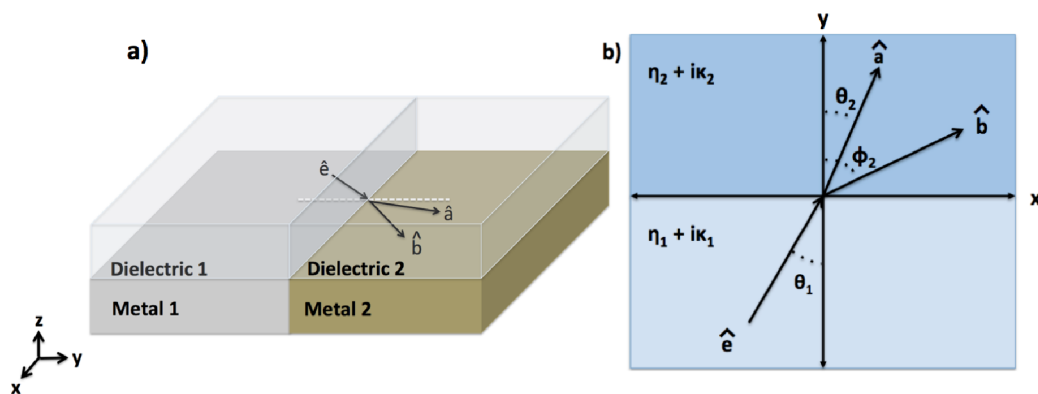 a)
ê
â
b̂
Dielectric 1
Dielectric 2
Metal 1
Metal 2
z
y
x
b)
y
η₂ + iκ₂
â
θ₂
b̂
ϕ₂
x
η₁ + iκ₁
θ₁
ê